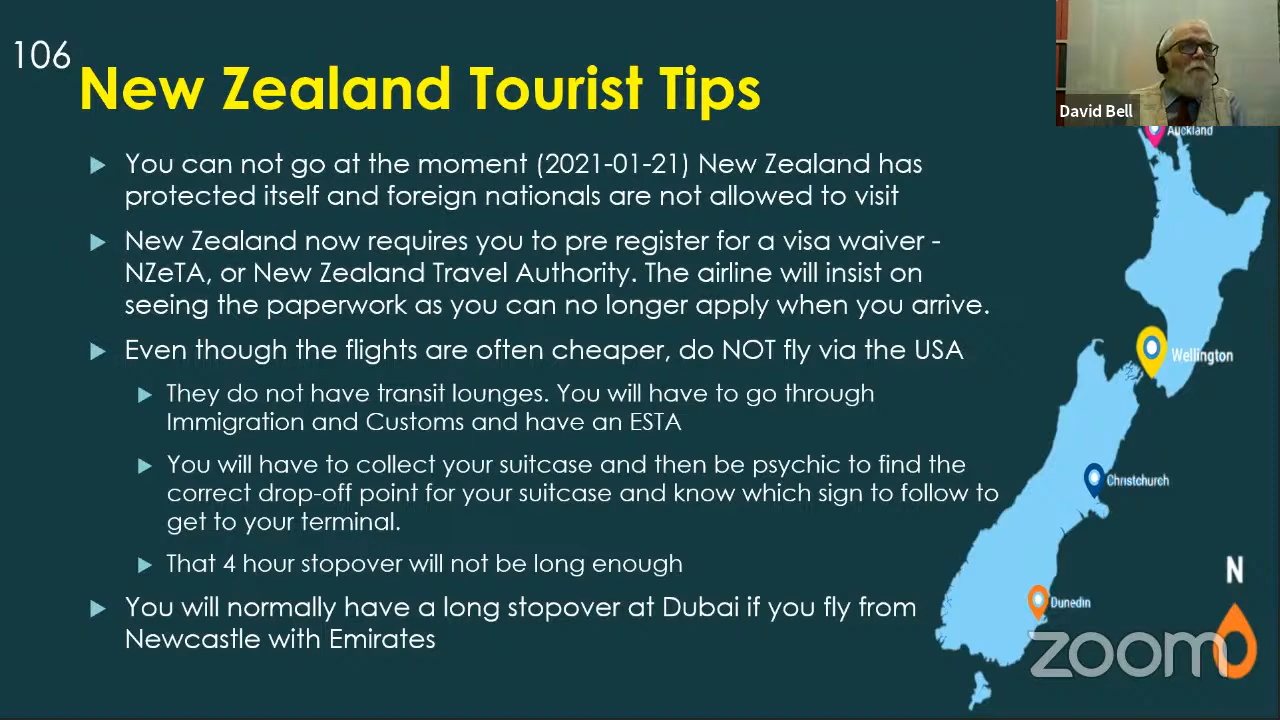 106
New Zealand Tourist Tips
David Bell
Auckland
You can not go at the moment (2021-01-21) New Zealand has
protected itself and foreign nationals are not allowed to visit
New Zealand now requires you to pre register for a visa waiver -
NZeTA, or New Zealand Travel Authority. The airline will insist on
seeing the paperwork as you can no longer apply when you arrive.
Even though the flights are often cheaper, do NOT fly via the USA
Wellington
They do not have transit lounges. You will have to go through
Immigration and Customs and have an ESTA
You will have to collect your suitcase and then be psychic to find the
correct drop-off point for your suitcase and know which sign to follow to
get to your terminal.
Christchurch
That 4 hour stopover will not be long enough
N
You will normally have a long stopover at Dubai if you fly from
Newcastle with Emirates
Dunedin
zoom